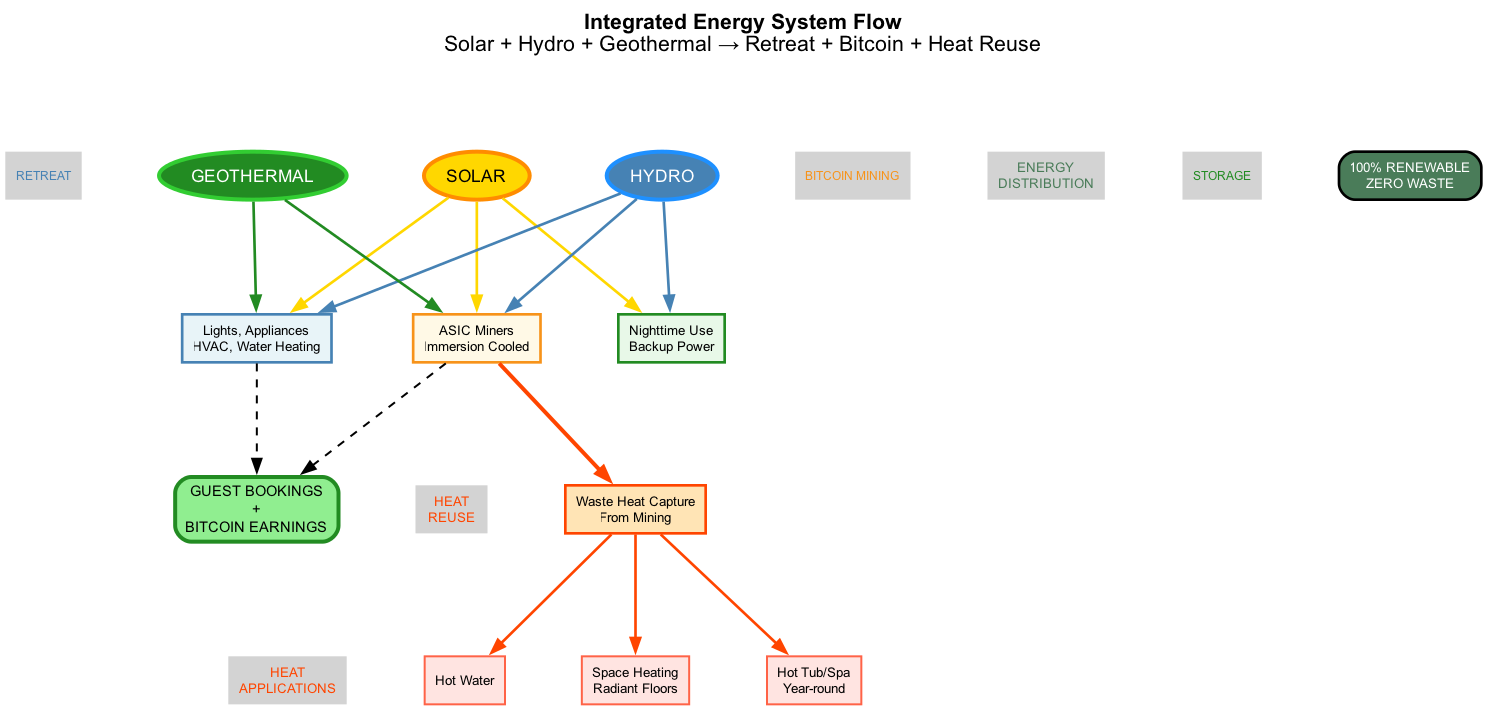 Integrated Energy System Flow
Solar + Hydro + Geothermal → Retreat + Bitcoin + Heat Reuse
RETREAT
GEOTHERMAL
SOLAR
HYDRO
BITCOIN MINING
ENERGY
DISTRIBUTION
STORAGE
100% RENEWABLE
ZERO WASTE
Lights, Appliances
HVAC, Water Heating
ASIC Miners
Immersion Cooled
Nighttime Use
Backup Power
GUEST BOOKINGS
+
BITCOIN EARNINGS
HEAT
REUSE
Waste Heat Capture
From Mining
HEAT
APPLICATIONS
Hot Water
Space Heating
Radiant Floors
Hot Tub/Spa
Year-round